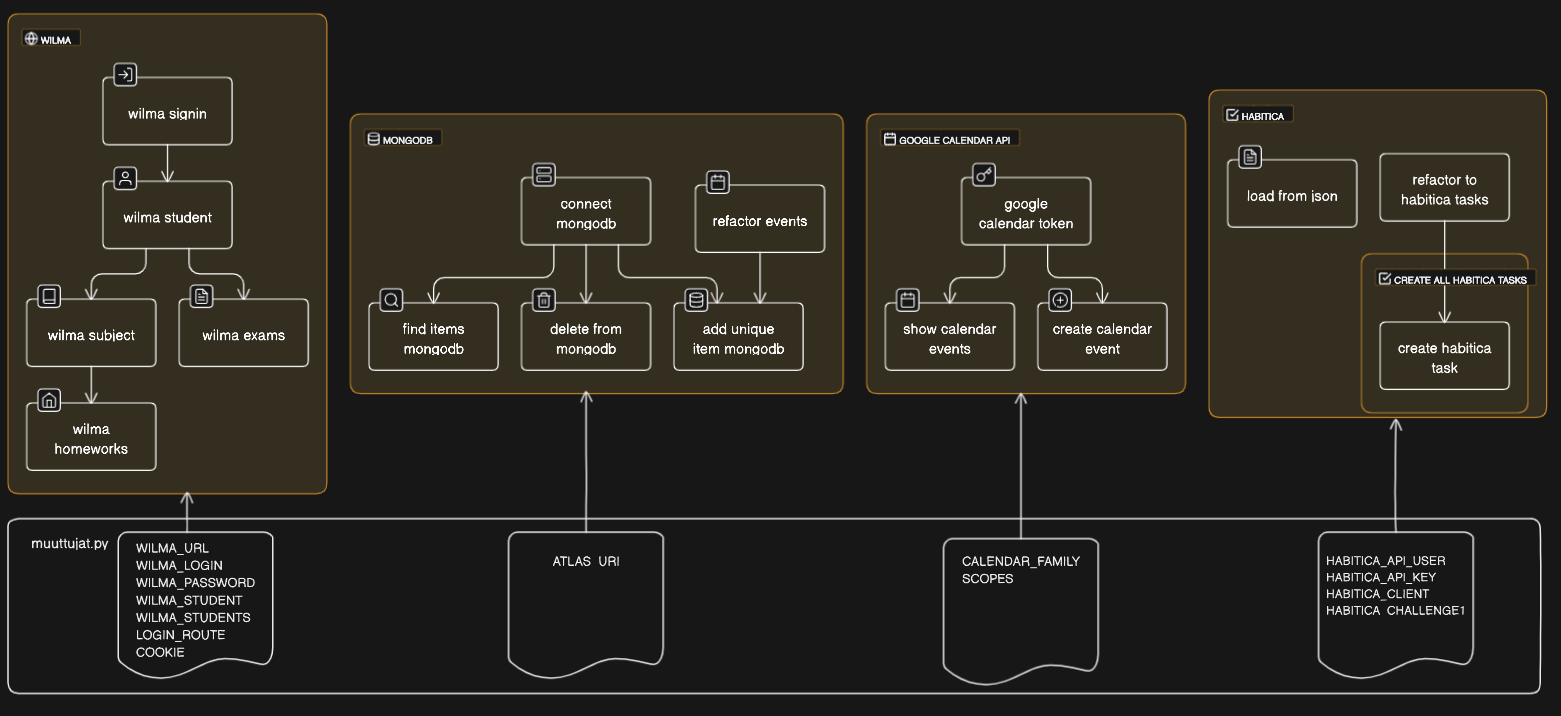 WILMA
wilma signin
wilma student
wilma subject
wilma exams
wilma
homeworks
MONGODB
connect
mongodb
refactor events
find items
mongodb
delete from
mongodb
add unique
item mongodb
GOOGLE CALENDAR API
google
calendar token
show calendar
events
create calendar
event
HABITICA
load from json
refactor to
habitica tasks
CREATE ALL HABITICA TASKS
create habitica
task
muuttujat.py
WILMA_URL
WILMA_LOGIN
WILMA_PASSWORD
WILMA_STUDENT
WILMA_STUDENTS
LOGIN_ROUTE
COOKIE
ATLAS_URI
CALENDAR_FAMILY
SCOPES
HABITICA_API_USER
HABITICA_API_KEY
HABITICA_CLIENT
HABITICA_CHALLENGE1